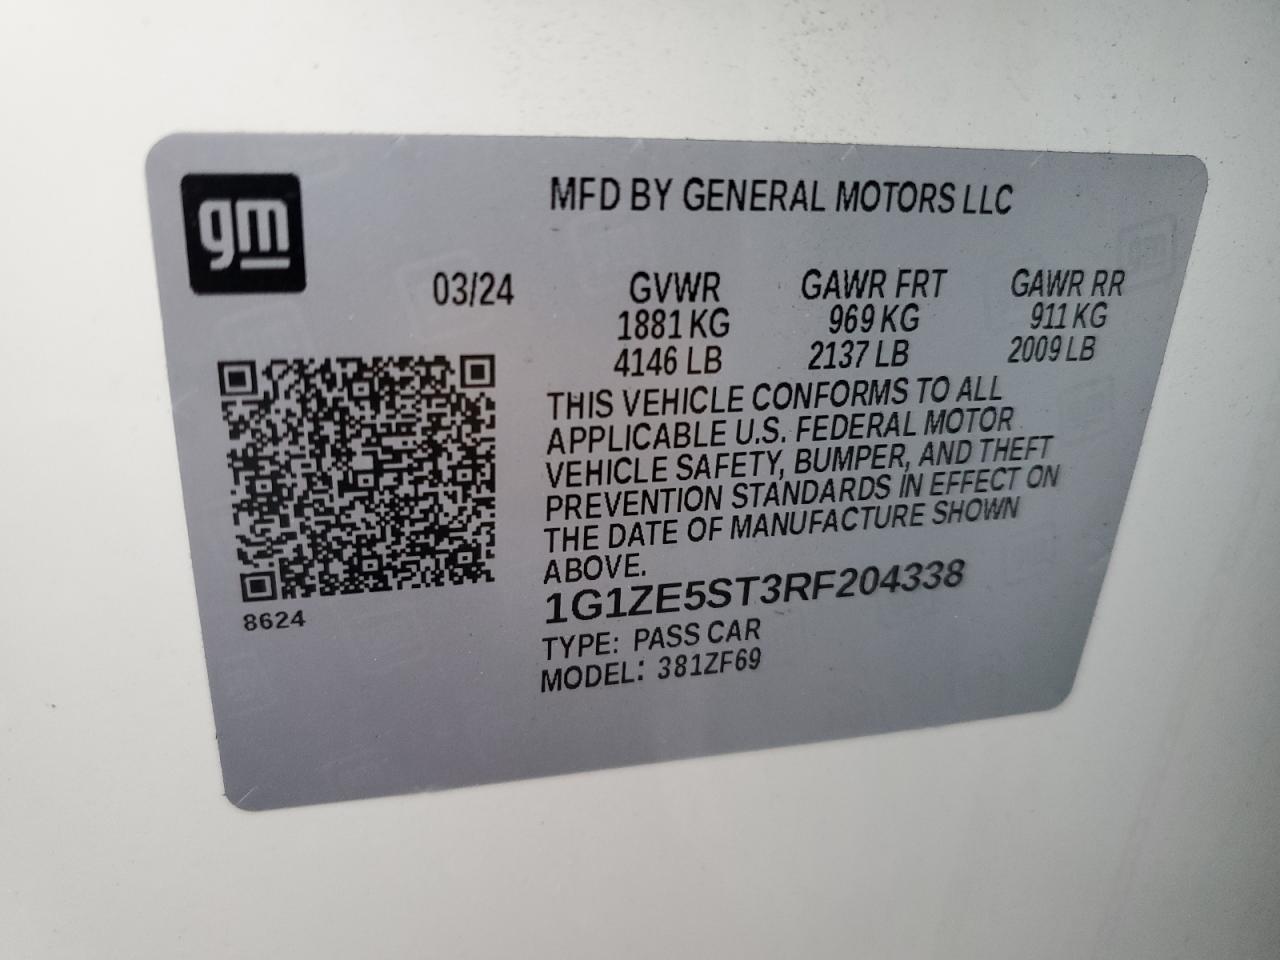 gm
MFD BY GENERAL MOTORS LLC
03/24 GVWR GAWR FRT GAWR RR
1881 KG 969 KG 911 KG
4146 LB 2137 LB 2009 LB
THIS VEHICLE CONFORMS TO ALL
APPLICABLE U.S. FEDERAL MOTOR
VEHICLE SAFETY, BUMPER, AND THEFT
PREVENTION STANDARDS IN EFFECT ON
THE DATE OF MANUFACTURE SHOWN
ABOVE.
1G1ZE5ST3RF204338
8624
TYPE: PASS CAR
MODEL: 381ZF69